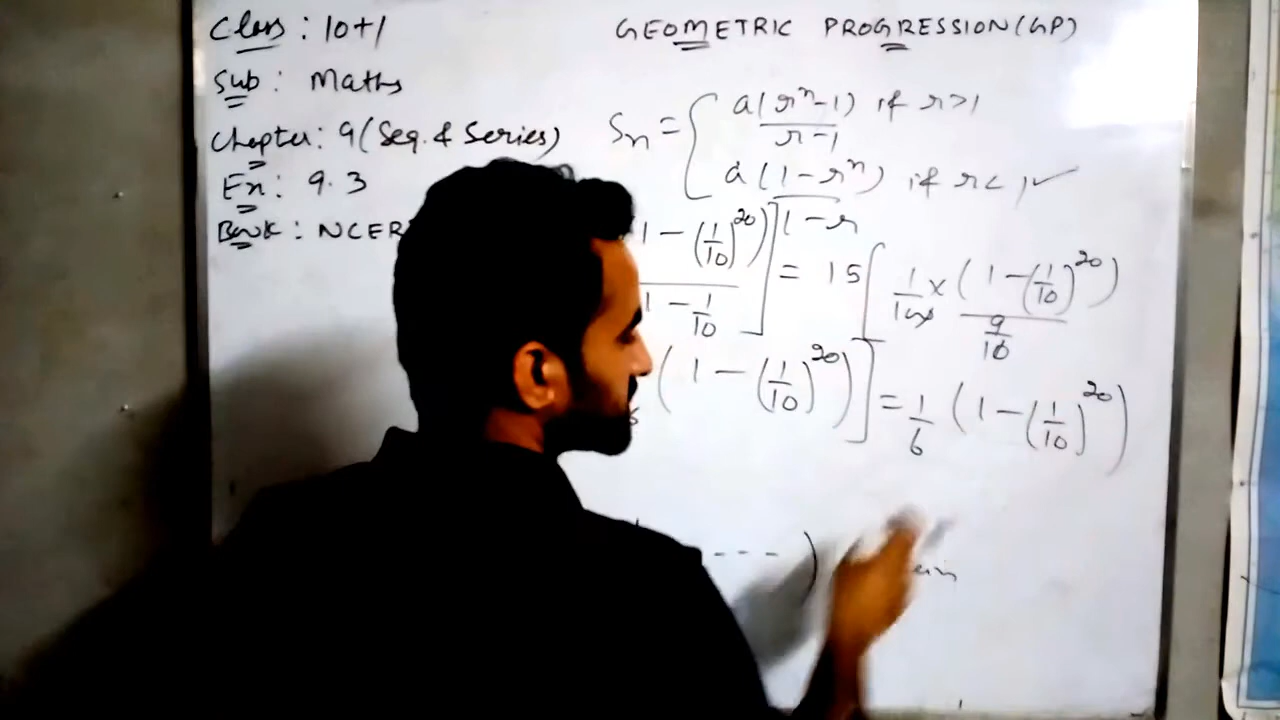 Class : 10+1
GEOMETRIC PROGRESSION (GP)
Sub : Maths
Chapter : 9 (Seq. & Series)
Ex : 9.3
Book : NCER
Sn = { a(r^n - 1) / r - 1 if r > 1
a(1 - r^n) / 1 - r if r < 1 ✓
1 - (1/10)^20) / 1 - 1/10 ] = 15 [ 1/10 × (1 - (1/10)^20) / 9/10
(1 - (1/10)^20) ] = 1/6 (1 - (1/10)^20)
---- )